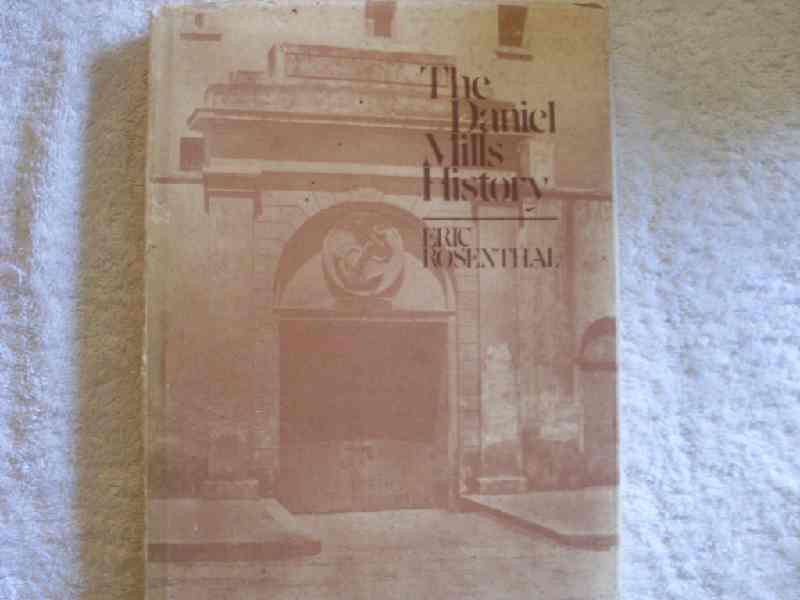 The
Daniel
Mills
History
ERIC
ROSENTHAL